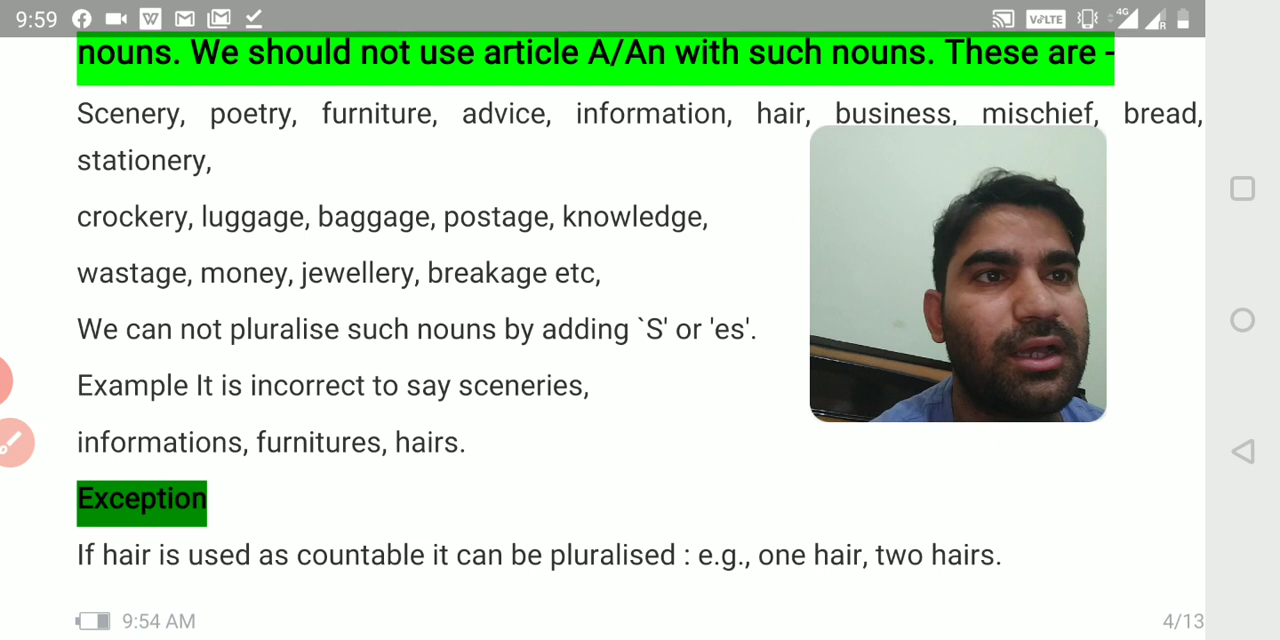 9:59
VoLTE
4G
R
nouns. We should not use article A/An with such nouns. These are -
Scenery, poetry, furniture, advice, information, hair, business, mischief, bread,
stationery,
crockery, luggage, baggage, postage, knowledge,
wastage, money, jewellery, breakage etc,
We can not pluralise such nouns by adding `S' or 'es'.
Example It is incorrect to say sceneries,
informations, furnitures, hairs.
Exception
If hair is used as countable it can be pluralised : e.g., one hair, two hairs.
9:54 AM
4/13